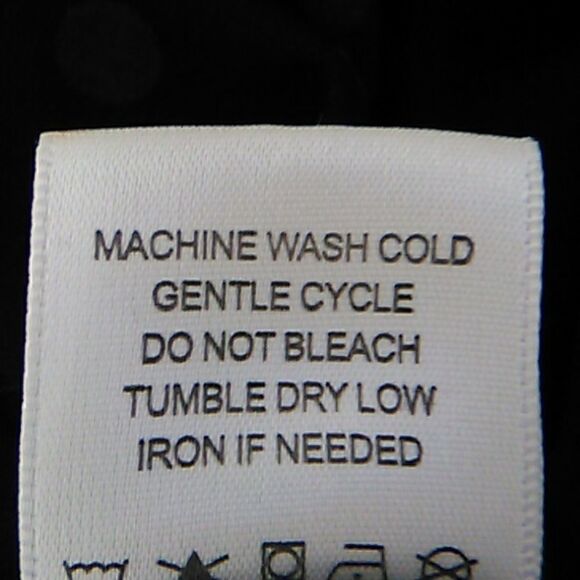 MACHINE WASH COLD
GENTLE CYCLE
DO NOT BLEACH
TUMBLE DRY LOW
IRON IF NEEDED